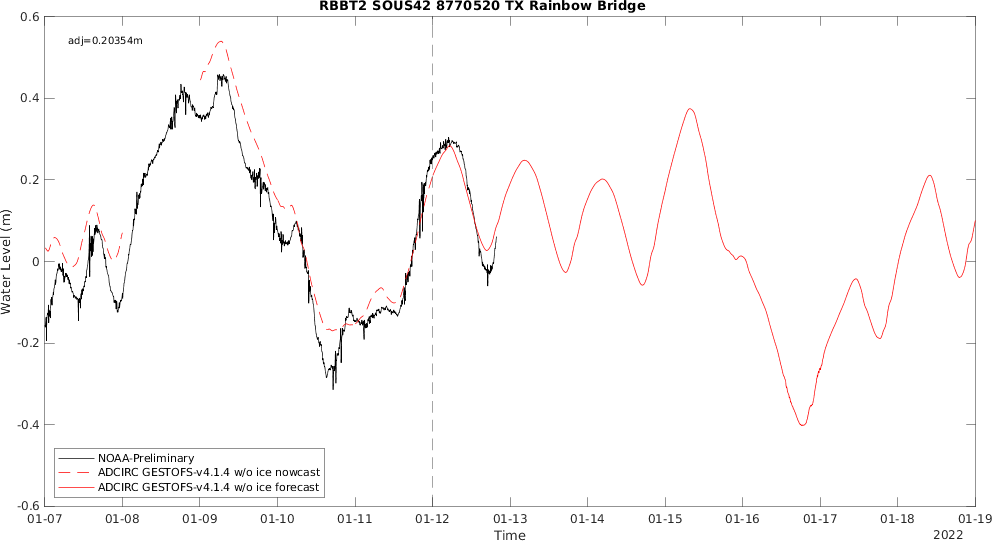 RBBT2 SOUS42 8770520 TX Rainbow Bridge
adj=0.20354m
0.6
0.4
0.2
0
-0.2
-0.4
-0.6
Water Level (m)
NOAA-Preliminary
ADCIRC GESTOFS-v4.1.4 w/o ice nowcast
ADCIRC GESTOFS-v4.1.4 w/o ice forecast
01-07 01-08 01-09 01-10 01-11 01-12 01-13 01-14 01-15 01-16 01-17 01-18 01-19
Time
2022